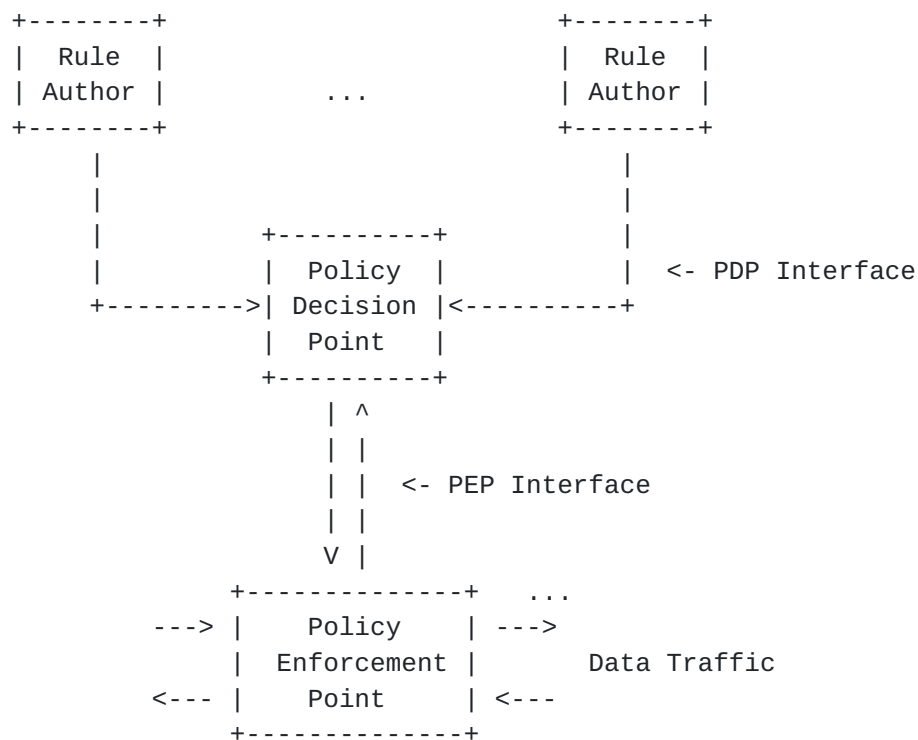 Rule Rule
Author ... Author
Policy
Decision
Point
<- PDP Interface
<- PEP Interface
...
Policy
Enforcement
Point
Data Traffic